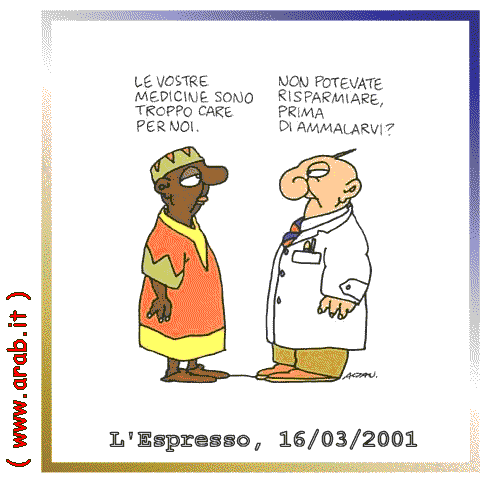 LE VOSTRE
MEDICINE SONO
TROPPO CARE
PER NOI.
NON POTEVATE
RISPARMIARE,
PRIMA
DI AMMALARVI?
ALTAN.
L'Espresso, 16/03/2001
( www.arab.it )